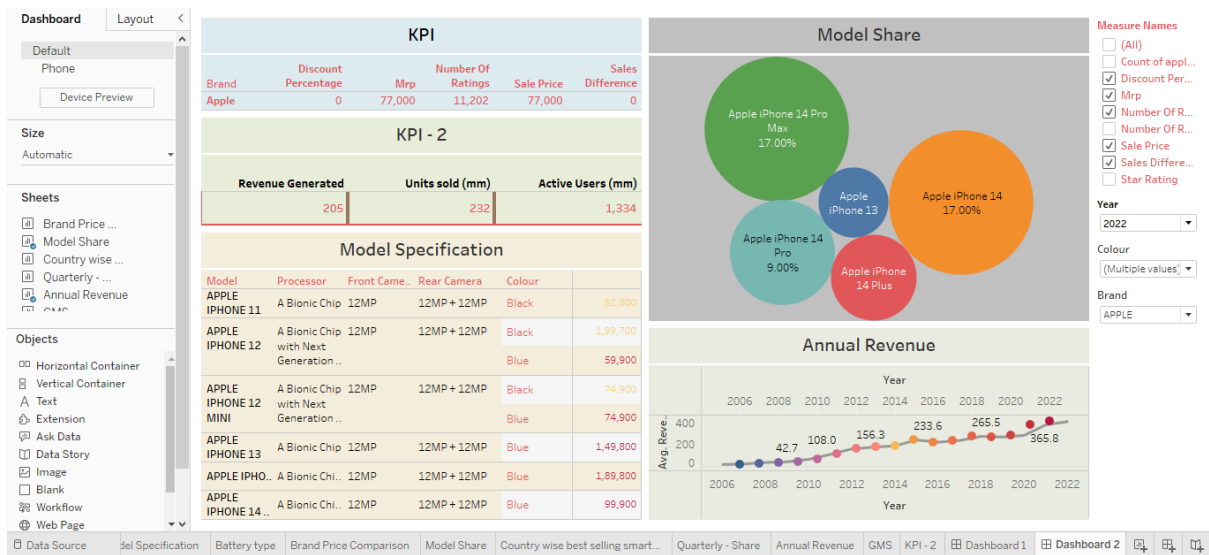 Dashboard
Layout
<
Default
Phone
Device Preview
Size
Automatic
Sheets
Brand Price ...
Model Share
Country wise ...
Quarterly - ...
Annual Revenue
Objects
Horizontal Container
Vertical Container
Text
Extension
Ask Data
Data Story
Image
Blank
Workflow
Web Page
KPI
Discount Number Of Sales
Brand Percentage Mrp Ratings Sale Price Difference
Apple 0 77,000 11,202 77,000 0
KPI - 2
Revenue Generated Units sold (mm) Active Users (mm)
205 232 1,334
Model Specification
Model Processor Front Came.. Rear Camera Colour
APPLE IPHONE 11 A Bionic Chip 12MP 12MP + 12MP Black 92,800
APPLE A Bionic Chip 12MP 12MP + 12MP Black 1,99,700
IPHONE 12 with Next
Generation .. Blue 59,900
APPLE A Bionic Chip 12MP 12MP + 12MP Black 74,900
IPHONE 12 with Next
MINI Generation .. Blue 74,900
APPLE IPHONE 13 A Bionic Chi.. 12MP 12MP + 12MP Blue 1,49,800
APPLE IPHO.. A Bionic Chi.. 12MP 12MP + 12MP Blue 1,89,800
APPLE IPHONE 14 .. A Bionic Chi.. 12MP 12MP + 12MP Blue 99,900
Model Share
Apple iPhone 14 Pro
Max
17.00%
Apple
iPhone 13
Apple iPhone 14
17.00%
Apple iPhone 14
Pro
9.00%
Apple iPhone
14 Plus
Annual Revenue
Year
2006 2008 2010 2012 2014 2016 2018 2020 2022
Avg. Reve..
400
200
0
42.7 108.0 156.3 233.6 265.5 365.8
2006 2008 2010 2012 2014 2016 2018 2020 2022
Year
Measure Names
(All)
Count of appl...
Discount Per...
Mrp
Number Of R...
Number Of R...
Sale Price
Sales Differe...
Star Rating
Year
2022
Colour
(Multiple values)
Brand
APPLE
Data Source
del Specification
Battery type
Brand Price Comparison
Model Share
Country wise best selling smart...
Quarterly - Share
Annual Revenue
GMS
KPI - 2
Dashboard 1
Dashboard 2